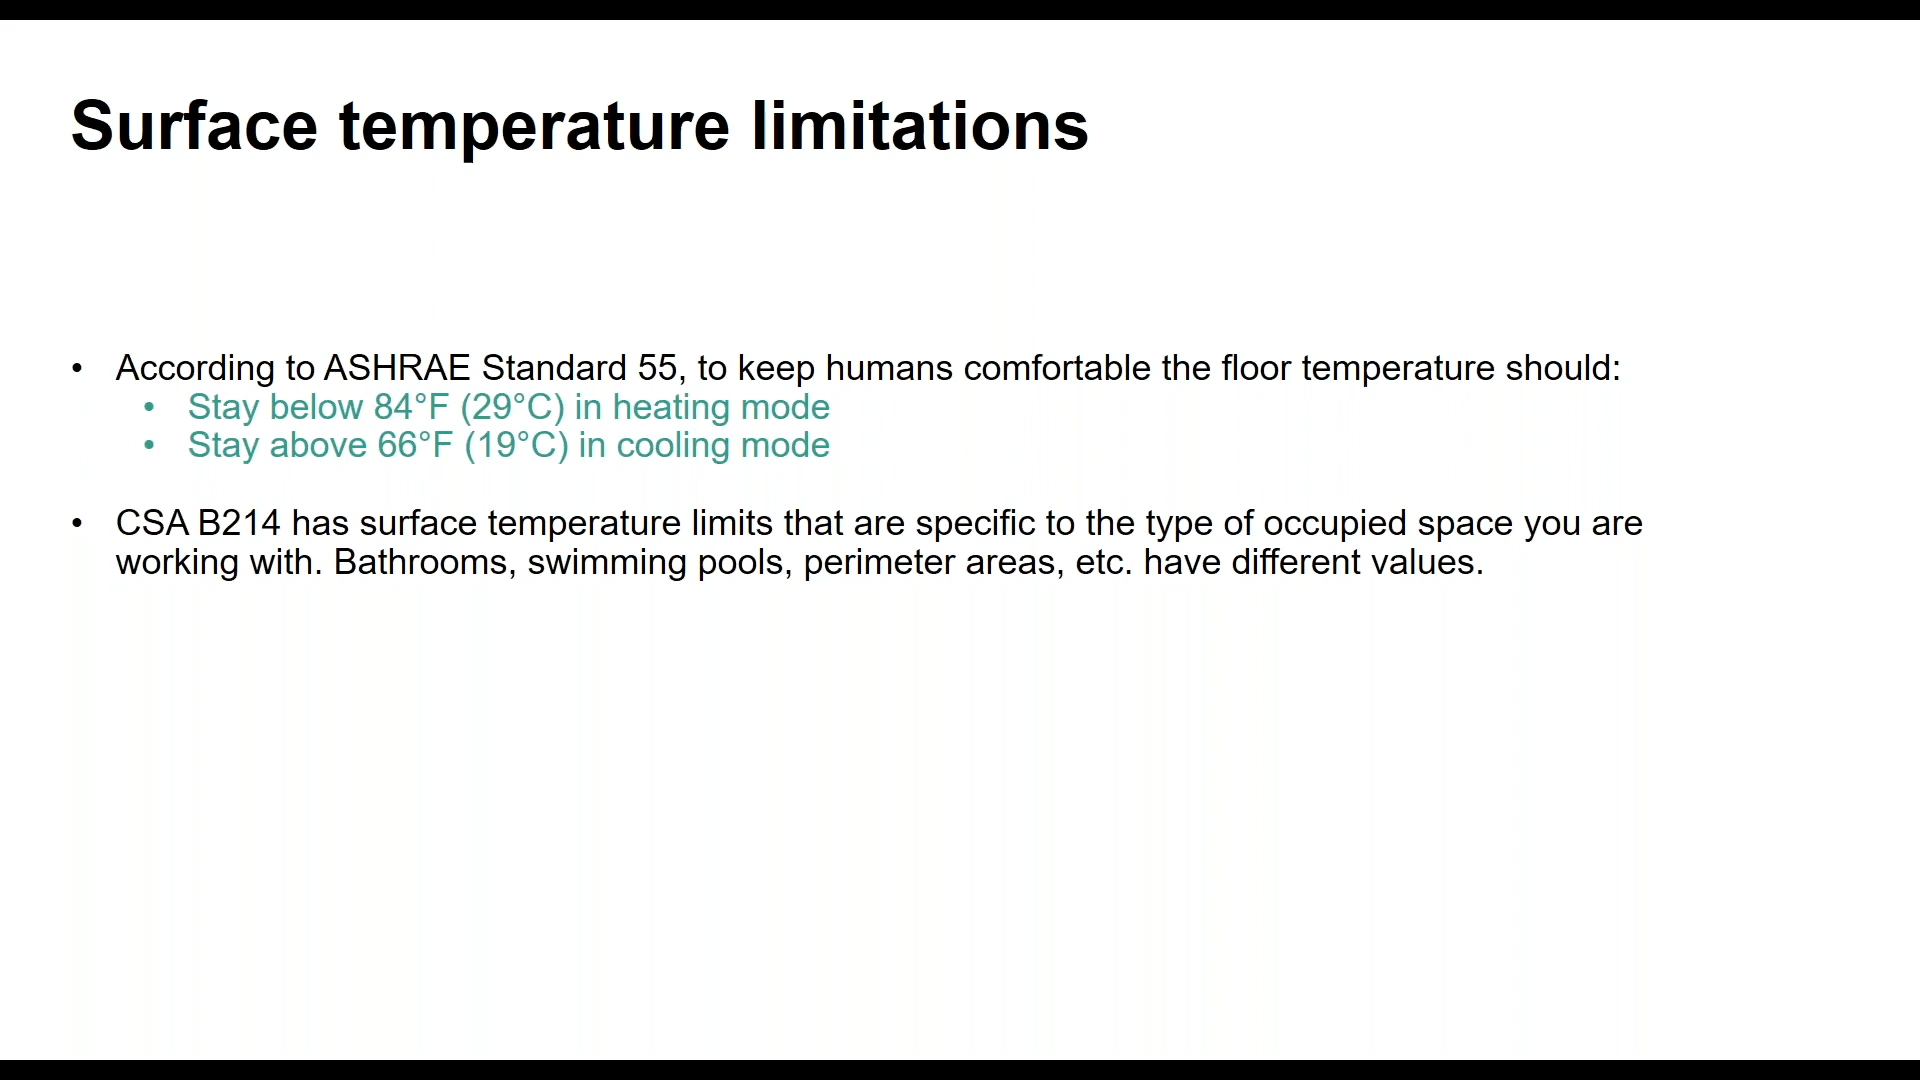 Surface temperature limitations
• According to ASHRAE Standard 55, to keep humans comfortable the floor temperature should:
• Stay below 84°F (29°C) in heating mode
• Stay above 66°F (19°C) in cooling mode
• CSA B214 has surface temperature limits that are specific to the type of occupied space you are
working with. Bathrooms, swimming pools, perimeter areas, etc. have different values.